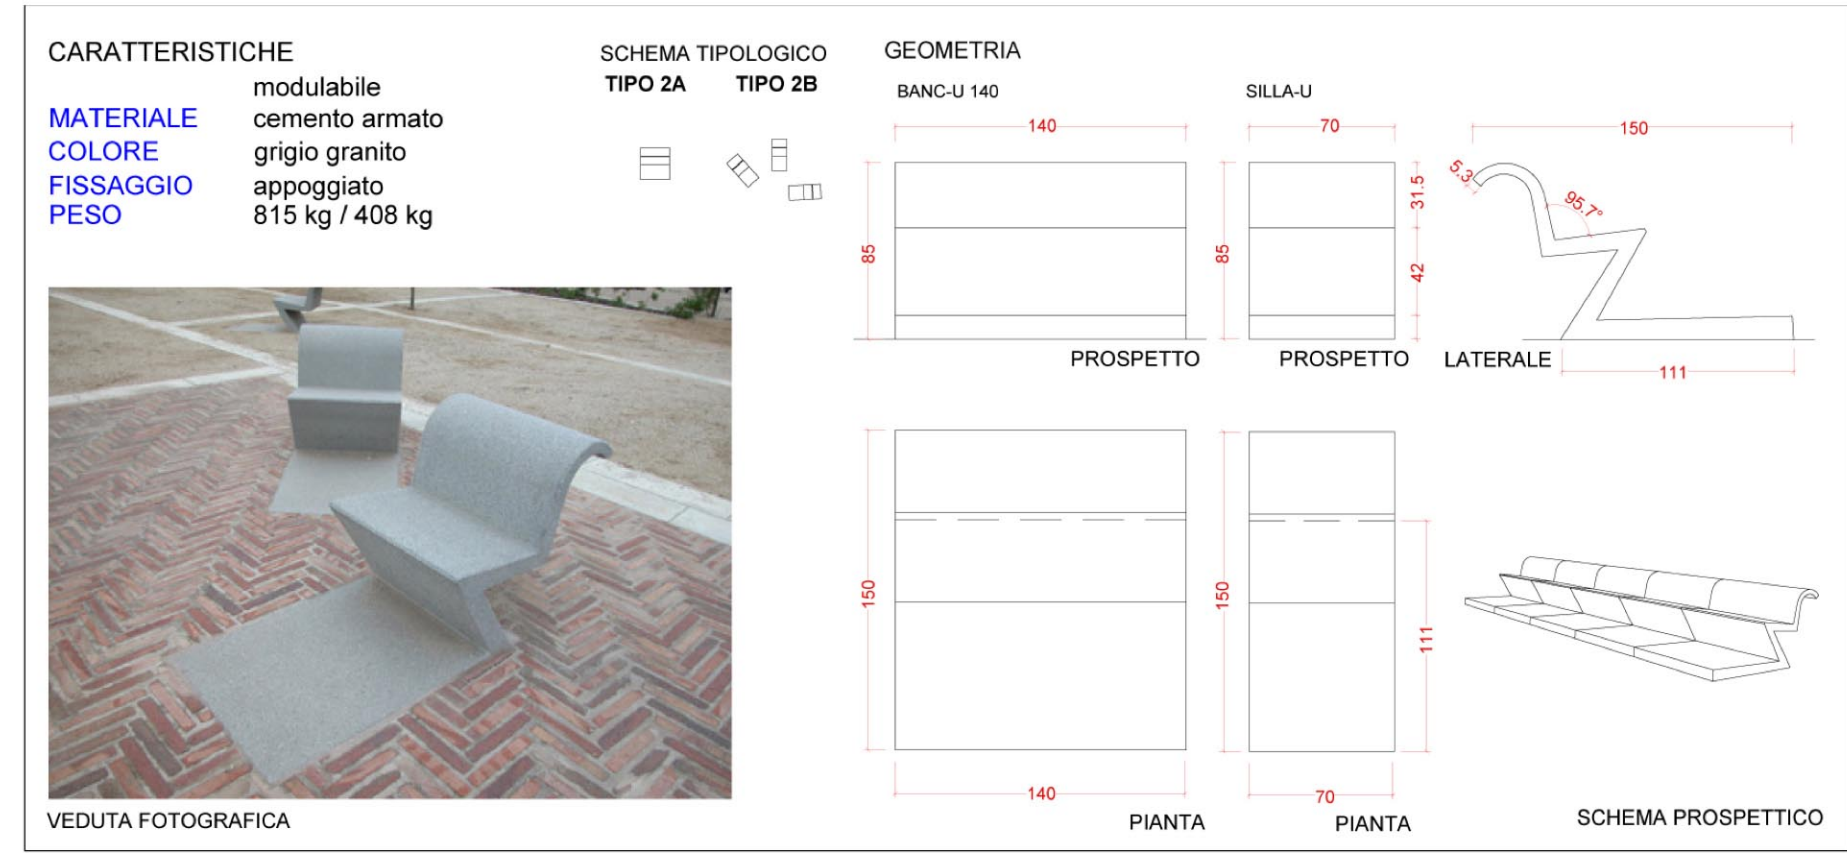 CARATTERISTICHE
modulabile
MATERIALE cemento armato
COLORE grigio granito
FISSAGGIO appoggiato
PESO 815 kg / 408 kg
SCHEMA TIPOLOGICO
TIPO 2A TIPO 2B
GEOMETRIA
BANC-U 140
SILLA-U
140
70
150
85
85
31.5
42
5.3
95.7°
PROSPETTO
PROSPETTO
LATERALE
111
150
150
111
140
70
PIANTA
PIANTA
VEDUTA FOTOGRAFICA
SCHEMA PROSPETTICO